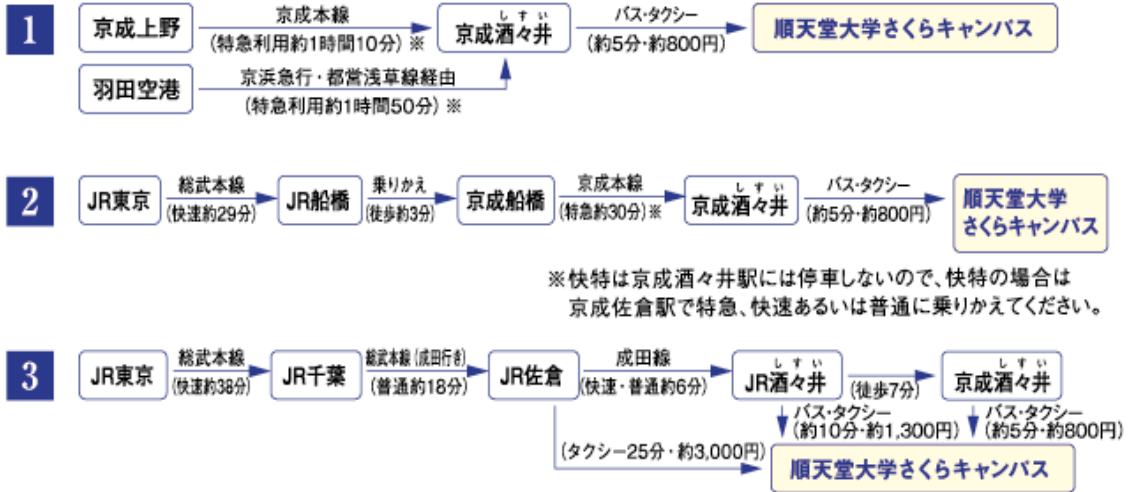 1
京成上野
京成本線
(特急利用約1時間10分)※
しすい
京成酒々井
バス・タクシー
(約5分・約800円)
順天堂大学さくらキャンパス
羽田空港
京浜急行・都営浅草線経由
(特急利用約1時間50分)※
2
JR東京
総武本線
(快速約29分)
JR船橋
乗りかえ
(徒歩約3分)
京成船橋
京成本線
(特急約30分)※
しすい
京成酒々井
バス・タクシー
(約5分・約800円)
順天堂大学
さくらキャンパス
※快特は京成酒々井駅には停車しないので、快特の場合は
京成佐倉駅で特急、快速あるいは普通に乗りかえてください。
3
JR東京
総武本線
(快速約38分)
JR千葉
総武本線(成田行き)
(普通約18分)
JR佐倉
成田線
(快速・普通約6分)
しすい
JR酒々井
(徒歩7分)
しすい
京成酒々井
バス・タクシー
(約10分・約1,300円)
バス・タクシー
(約5分・約800円)
(タクシー25分・約3,000円)
順天堂大学さくらキャンパス